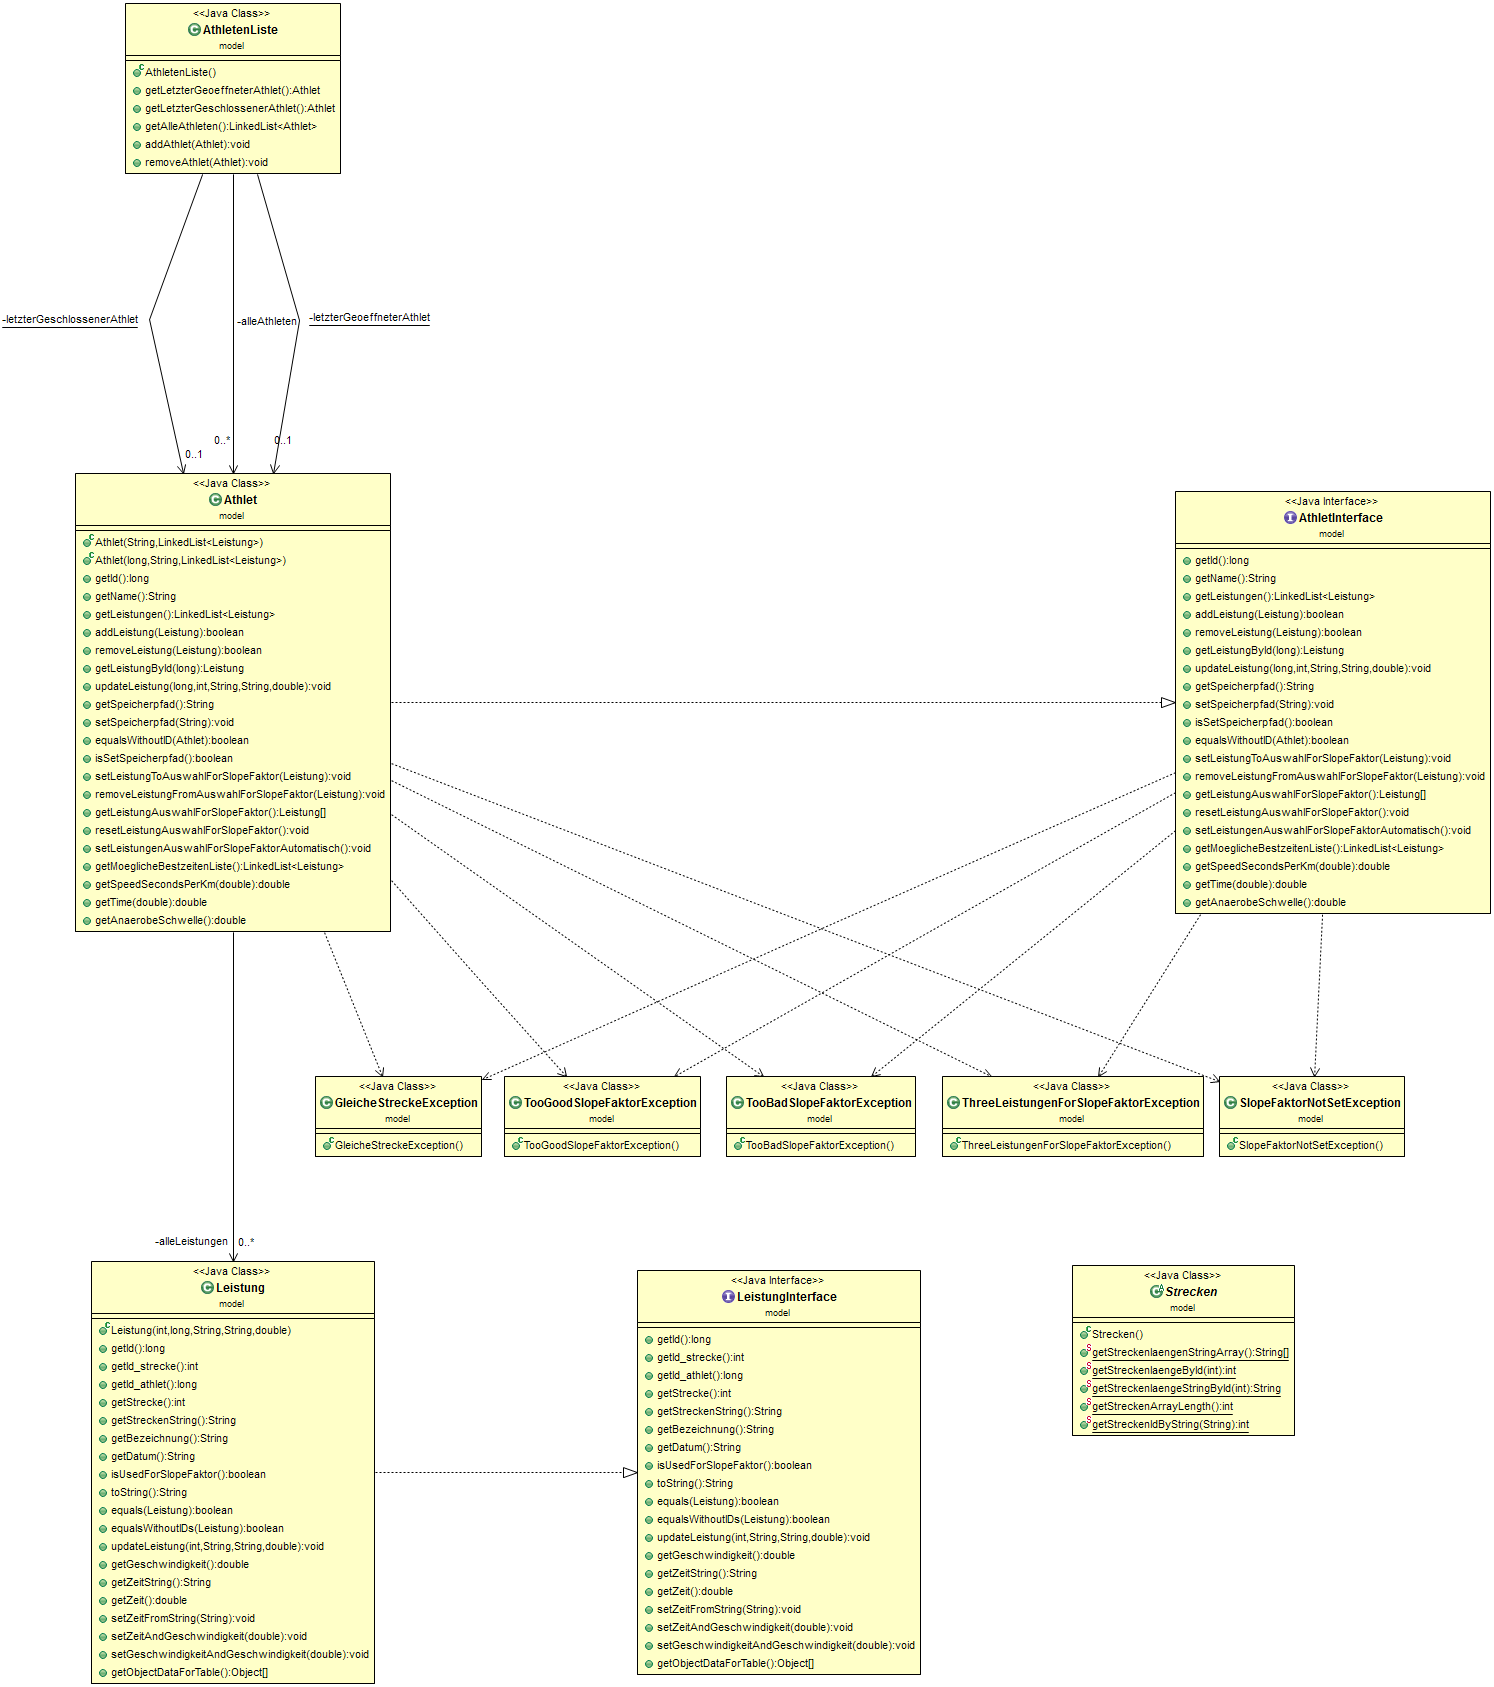 <<Java Class>>
AthletenListe
model
AthletenListe()
getLetzterGeoeffneterAthlet():Athlet
getLetzterGeschlossenerAthlet():Athlet
getAlleAthleten():LinkedList<Athlet>
addAthlet(Athlet):void
removeAthlet(Athlet):void
-letzterGeschlossenerAthlet
-alleAthleten
-letzterGeoeffneterAthlet
0..1
0..*
0..1
<<Java Class>>
Athlet
model
Athlet(String,LinkedList<Leistung>)
Athlet(long,String,LinkedList<Leistung>)
getId():long
getName():String
getLeistungen():LinkedList<Leistung>
addLeistung(Leistung):boolean
removeLeistung(Leistung):boolean
getLeistungById(long):Leistung
updateLeistung(long,int,String,String,double):void
getSpeicherpfad():String
setSpeicherpfad(String):void
equalsWithoutID(Athlet):boolean
isSetSpeicherpfad():boolean
setLeistungToAuswahlForSlopeFaktor(Leistung):void
removeLeistungFromAuswahlForSlopeFaktor(Leistung):void
getLeistungAuswahlForSlopeFaktor():Leistung[]
resetLeistungAuswahlForSlopeFaktor():void
setLeistungenAuswahlForSlopeFaktorAutomatisch():void
getMoeglicheBestzeitenListe():LinkedList<Leistung>
getSpeedSecondsPerKm(double):double
getTime(double):double
getAnaerobeSchwelle():double
<<Java Interface>>
AthletInterface
model
getId():long
getName():String
getLeistungen():LinkedList<Leistung>
addLeistung(Leistung):boolean
removeLeistung(Leistung):boolean
getLeistungById(long):Leistung
updateLeistung(long,int,String,String,double):void
getSpeicherpfad():String
setSpeicherpfad(String):void
isSetSpeicherpfad():boolean
equalsWithoutID(Athlet):boolean
setLeistungToAuswahlForSlopeFaktor(Leistung):void
removeLeistungFromAuswahlForSlopeFaktor(Leistung):void
getLeistungAuswahlForSlopeFaktor():Leistung[]
resetLeistungAuswahlForSlopeFaktor():void
setLeistungenAuswahlForSlopeFaktorAutomatisch():void
getMoeglicheBestzeitenListe():LinkedList<Leistung>
getSpeedSecondsPerKm(double):double
getTime(double):double
getAnaerobeSchwelle():double
<<Java Class>>
GleicheStreckeException
model
GleicheStreckeException()
<<Java Class>>
TooGoodSlopeFaktorException
model
TooGoodSlopeFaktorException()
<<Java Class>>
TooBadSlopeFaktorException
model
TooBadSlopeFaktorException()
<<Java Class>>
ThreeLeistungenForSlopeFaktorException
model
ThreeLeistungenForSlopeFaktorException()
<<Java Class>>
SlopeFaktorNotSetException
model
SlopeFaktorNotSetException()
-alleLeistungen
0..*
<<Java Class>>
Leistung
model
Leistung(int,long,String,String,double)
getId():long
getId_strecke():int
getId_athlet():long
getStrecke():int
getStreckenString():String
getBezeichnung():String
getDatum():String
isUsedForSlopeFaktor():boolean
toString():String
equals(Leistung):boolean
equalsWithoutIDs(Leistung):boolean
updateLeistung(int,String,String,double):void
getGeschwindigkeit():double
getZeitString():String
getZeit():double
setZeitFromString(String):void
setZeitAndGeschwindigkeit(double):void
setGeschwindigkeitAndGeschwindigkeit(double):void
getObjectDataForTable():Object[]
<<Java Interface>>
LeistungInterface
model
getId():long
getId_strecke():int
getId_athlet():long
getStrecke():int
getStreckenString():String
getBezeichnung():String
getDatum():String
isUsedForSlopeFaktor():boolean
toString():String
equals(Leistung):boolean
equalsWithoutIDs(Leistung):boolean
updateLeistung(int,String,String,double):void
getGeschwindigkeit():double
getZeitString():String
getZeit():double
setZeitFromString(String):void
setZeitAndGeschwindigkeit(double):void
setGeschwindigkeitAndGeschwindigkeit(double):void
getObjectDataForTable():Object[]
<<Java Class>>
Strecken
model
Strecken()
getStreckenlaengenStringArray():String[]
getStreckenlaengeById(int):int
getStreckenlaengeStringById(int):String
getStreckenArrayLength():int
getStreckenIdByString(String):int